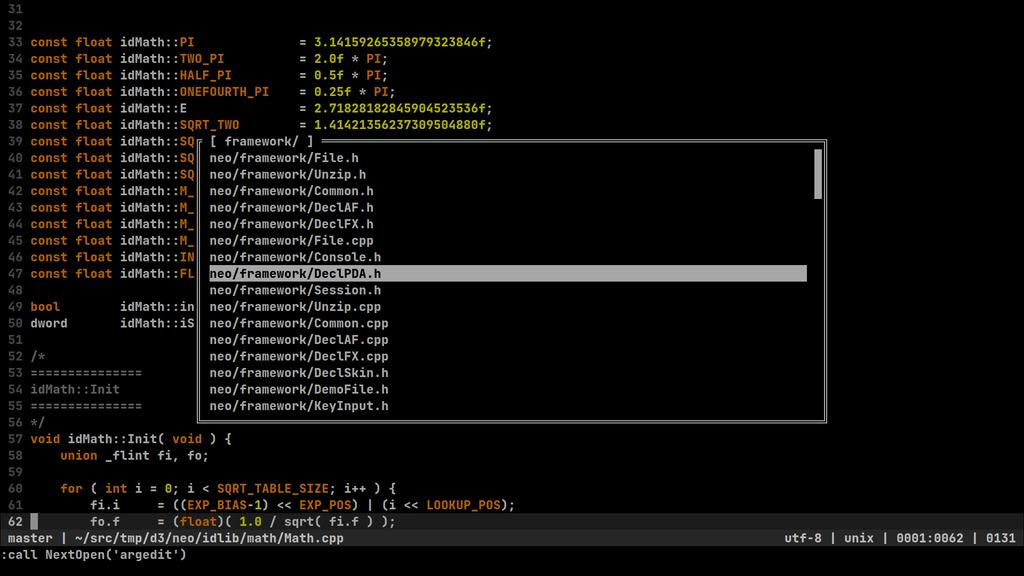 31
32
33 const float idMath::PI = 3.14159265358979323846f;
34 const float idMath::TWO_PI = 2.0f * PI;
35 const float idMath::HALF_PI = 0.5f * PI;
36 const float idMath::ONEFOURTH_PI = 0.25f * PI;
37 const float idMath::E = 2.71828182845904523536f;
38 const float idMath::SQRT_TWO = 1.41421356237309504880f;
39 const float idMath::SQ [ framework/ ]
40 const float idMath::SQ neo/framework/File.h
41 const float idMath::SQ neo/framework/Unzip.h
42 const float idMath::M_ neo/framework/Common.h
43 const float idMath::M_ neo/framework/DeclAF.h
44 const float idMath::M_ neo/framework/DeclFX.h
45 const float idMath::M_ neo/framework/File.cpp
46 const float idMath::IN neo/framework/Console.h
47 const float idMath::FL neo/framework/DeclPDA.h
48 neo/framework/Session.h
49 bool idMath::in neo/framework/Unzip.cpp
50 dword idMath::iS neo/framework/Common.cpp
51 neo/framework/DeclAF.cpp
52 /* neo/framework/DeclFX.cpp
53 =============== neo/framework/DeclSkin.h
54 idMath::Init neo/framework/DemoFile.h
55 =============== neo/framework/KeyInput.h
56 */
57 void idMath::Init( void ) {
58 union _flint fi, fo;
59
60 for ( int i = 0; i < SQRT_TABLE_SIZE; i++ ) {
61 fi.i = ((EXP_BIAS-1) << EXP_POS) | (i << LOOKUP_POS);
62 fo.f = (float)( 1.0 / sqrt( fi.f ) );
master | ~/src/tmp/d3/neo/idlib/math/Math.cpp utf-8 | unix | 0001:0062 | 0131
:call NextOpen('argedit')